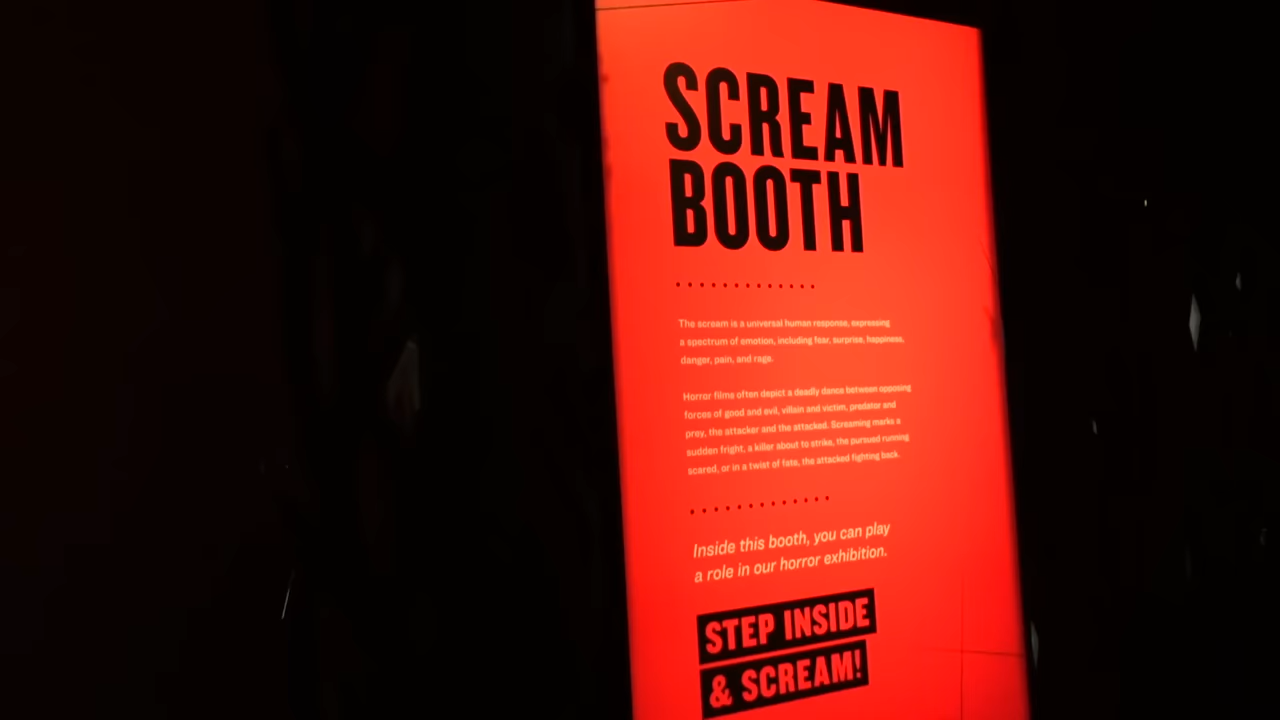 SCREAM
BOOTH
The scream is a universal human response, expressing
a spectrum of emotion, including fear, surprise, happiness,
danger, pain, and rage.
Horror films often depict a deadly dance between opposing
forces of good and evil, villain and victim, predator and
prey, the attacker and the attacked. Screaming marks a
sudden fright, a killer about to strike, the pursued running
scared, or in a twist of fate, the attacked fighting back.
Inside this booth, you can play
a role in our horror exhibition.
STEP INSIDE
& SCREAM!